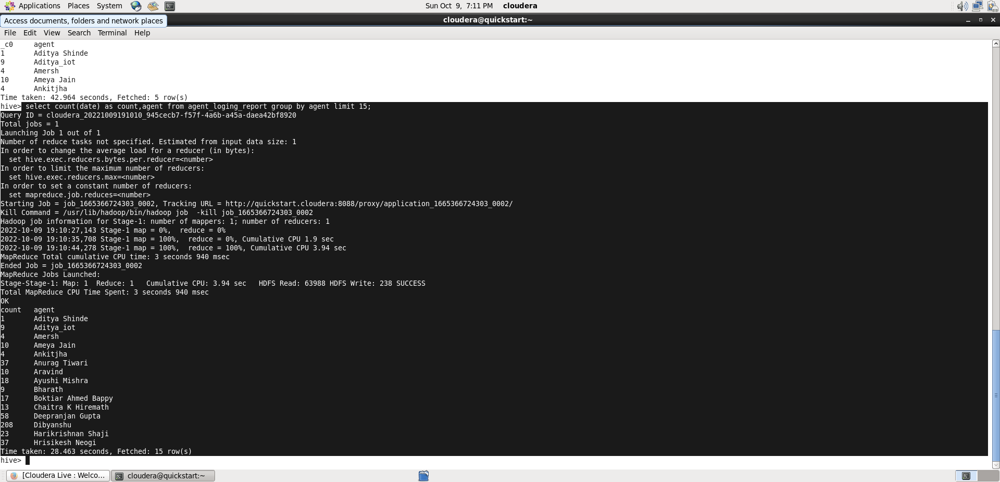 Applications Places System Sun Oct 9, 7:11 PM cloudera
Access documents, folders and network places
cloudera@quickstart:~
File Edit View Search Terminal Help
_c0     agent
1       Aditya Shinde
9       Aditya_iot
4       Amersh
10      Ameya Jain
4       Ankitjha
Time taken: 42.964 seconds, Fetched: 5 row(s)
hive> select count(date) as count,agent from agent_loging_report group by agent limit 15;
Query ID = cloudera_20221009191010_945cecb7-f57f-4a6b-a45a-daea42bf8920
Total jobs = 1
Launching Job 1 out of 1
Number of reduce tasks not specified. Estimated from input data size: 1
In order to change the average load for a reducer (in bytes):
  set hive.exec.reducers.bytes.per.reducer=<number>
In order to limit the maximum number of reducers:
  set hive.exec.reducers.max=<number>
In order to set a constant number of reducers:
  set mapreduce.job.reduces=<number>
Starting Job = job_1665366724303_0002, Tracking URL = http://quickstart.cloudera:8088/proxy/application_1665366724303_0002/
Kill Command = /usr/lib/hadoop/bin/hadoop job  -kill job_1665366724303_0002
Hadoop job information for Stage-1: number of mappers: 1; number of reducers: 1
2022-10-09 19:10:27,143 Stage-1 map = 0%,  reduce = 0%
2022-10-09 19:10:35,708 Stage-1 map = 100%,  reduce = 0%, Cumulative CPU 1.9 sec
2022-10-09 19:10:44,278 Stage-1 map = 100%,  reduce = 100%, Cumulative CPU 3.94 sec
MapReduce Total cumulative CPU time: 3 seconds 940 msec
Ended Job = job_1665366724303_0002
MapReduce Jobs Launched:
Stage-Stage-1: Map: 1  Reduce: 1   Cumulative CPU: 3.94 sec   HDFS Read: 63988 HDFS Write: 238 SUCCESS
Total MapReduce CPU Time Spent: 3 seconds 940 msec
OK
count   agent
1       Aditya Shinde
9       Aditya_iot
4       Amersh
10      Ameya Jain
4       Ankitjha
37      Anurag Tiwari
10      Aravind
18      Ayushi Mishra
9       Bharath
17      Boktiar Ahmed Bappy
13      Chaitra K Hiremath
58      Deepranjan Gupta
208     Dibyanshu
23      Harikrishnan Shaji
37      Hrisikesh Neogi
Time taken: 28.463 seconds, Fetched: 15 row(s)
hive>
[Cloudera Live : Welco... cloudera@quickstart:~